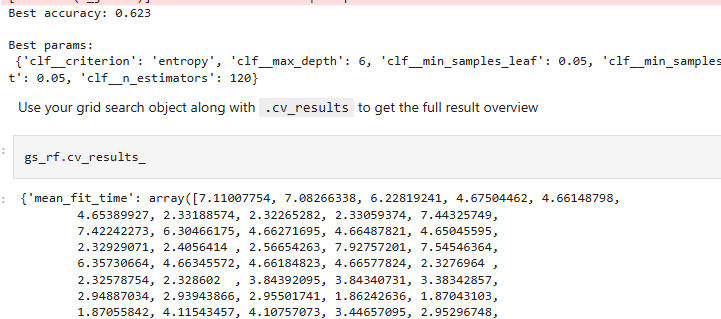 Best accuracy: 0.623
Best params:
{'clf__criterion': 'entropy', 'clf__max_depth': 6, 'clf__min_samples_leaf': 0.05, 'clf__min_samples
t': 0.05, 'clf__n_estimators': 120}
Use your grid search object along with .cv_results to get the full result overview
:
gs_rf.cv_results_
:
{'mean_fit_time': array([7.11007754, 7.08266338, 6.22819241, 4.67504462, 4.66148798,
4.65389927, 2.33188574, 2.32265282, 2.33059374, 7.44325749,
7.42242273, 6.30466175, 4.66271695, 4.66487821, 4.65045595,
2.32929071, 2.4056414 , 2.56654263, 7.92757201, 7.54546364,
6.35730664, 4.66345572, 4.66184823, 4.66577824, 2.3276964 ,
2.32578754, 2.328602  , 3.84392095, 3.84340731, 3.38342857,
2.94887034, 2.93943866, 2.95501741, 1.86242636, 1.87043103,
1.87055842, 4.11543457, 4.10757073, 3.44657095, 2.95296748,